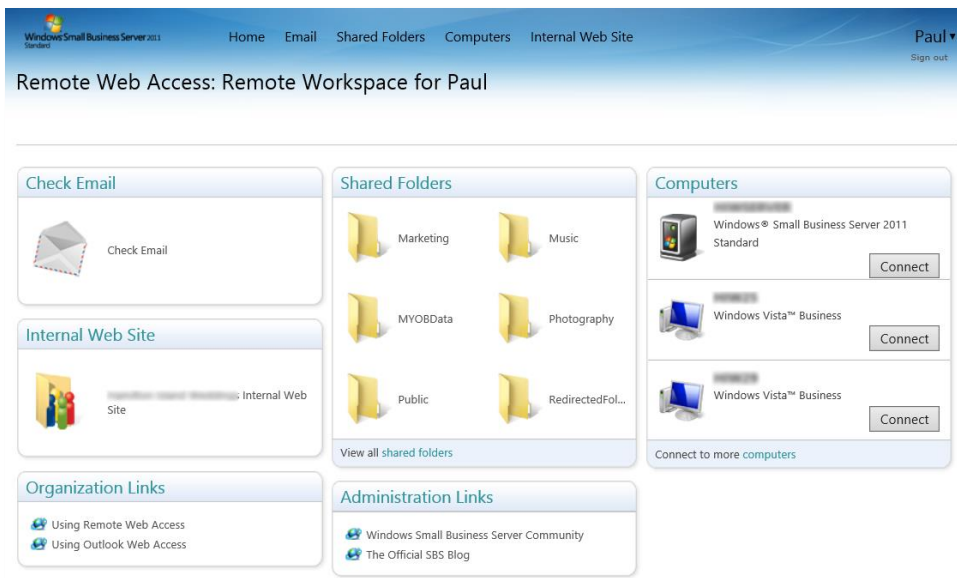 Windows Small Business Server 2011
Standard
Home Email Shared Folders Computers Internal Web Site
Paul
Sign out
Remote Web Access: Remote Workspace for Paul
Check Email
Check Email
Internal Web Site
Internal Web
Site
Organization Links
Using Remote Web Access
Using Outlook Web Access
Shared Folders
Marketing
Music
MYOBData
Photography
Public
RedirectedFol...
View all shared folders
Administration Links
Windows Small Business Server Community
The Official SBS Blog
Computers
Windows® Small Business Server 2011
Standard
Connect
Windows Vista™ Business
Connect
Windows Vista™ Business
Connect
Connect to more computers